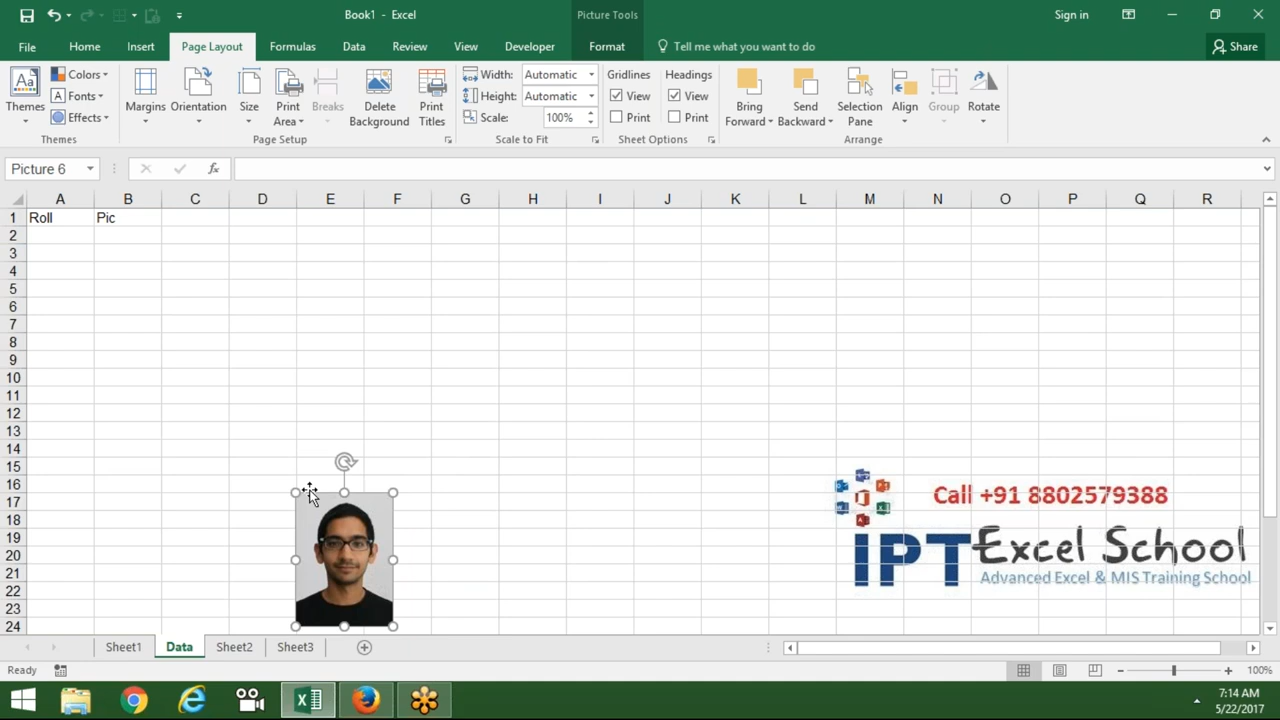 Book1 - Excel
Picture Tools
Sign in
File
Home
Insert
Page Layout
Formulas
Data
Review
View
Developer
Format
Tell me what you want to do
Share
Themes
Colors
Fonts
Effects
Margins
Orientation
Size
Print Area
Breaks
Delete Background
Print Titles
Width: Automatic
Height: Automatic
Scale: 100%
Gridlines
View
Print
Headings
View
Print
Bring Forward
Send Backward
Selection Pane
Align
Group
Rotate
Themes
Page Setup
Scale to Fit
Sheet Options
Arrange
Picture 6
fx
A B C D E F G H I J K L M N O P Q R
1 Roll Pic
2
3
4
5
6
7
8
9
10
11
12
13
14
15
16
17
18
19
20
21
22
23
24
Call +91 8802579388
IPT Excel School
Advanced Excel & MIS Training School
Sheet1
Data
Sheet2
Sheet3
Ready
100%
7:14 AM
5/22/2017